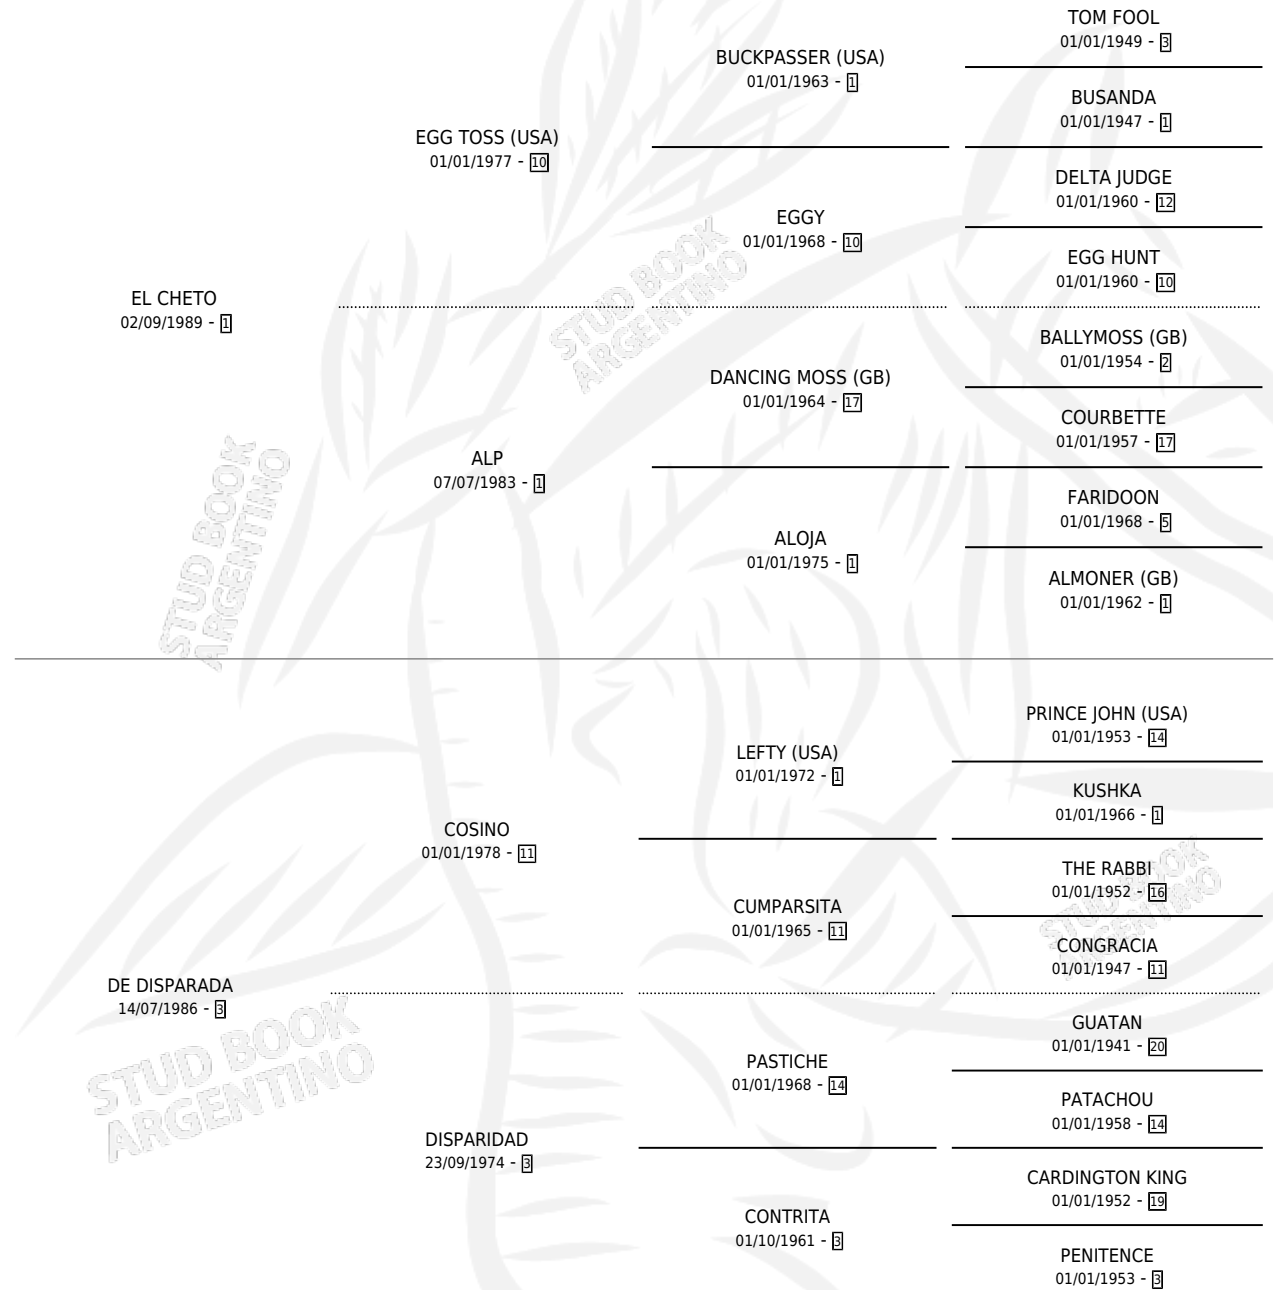 TOM FOOL
01/01/1949 - 3
BUCKPASSER (USA)
01/01/1963 - 1
BUSANDA
01/01/1947 - 1
EGG TOSS (USA)
01/01/1977 - 10
DELTA JUDGE
01/01/1960 - 12
EGGY
01/01/1968 - 10
EGG HUNT
01/01/1960 - 10
EL CHETO
02/09/1989 - 1
BALLYMOSS (GB)
01/01/1954 - 2
DANCING MOSS (GB)
01/01/1964 - 17
COURBETTE
01/01/1957 - 17
ALP
07/07/1983 - 1
FARIDOON
01/01/1968 - 5
ALOJA
01/01/1975 - 1
ALMONER (GB)
01/01/1962 - 1
PRINCE JOHN (USA)
01/01/1953 - 14
LEFTY (USA)
01/01/1972 - 1
KUSHKA
01/01/1966 - 1
COSINO
01/01/1978 - 11
THE RABBI
01/01/1952 - 16
CUMPARSITA
01/01/1965 - 11
CONGRACIA
01/01/1947 - 11
DE DISPARADA
14/07/1986 - 3
GUATAN
01/01/1941 - 20
PASTICHE
01/01/1968 - 14
PATACHOU
01/01/1958 - 14
DISPARIDAD
23/09/1974 - 3
CARDINGTON KING
01/01/1952 - 19
CONTRITA
01/10/1961 - 3
PENITENCE
01/01/1953 - 3
STUD BOOK
ARGENTINO
STUD BOOK
ARGENTINO
STUD BOOK
ARGENTINO
STUD BOOK
ARGENTINO